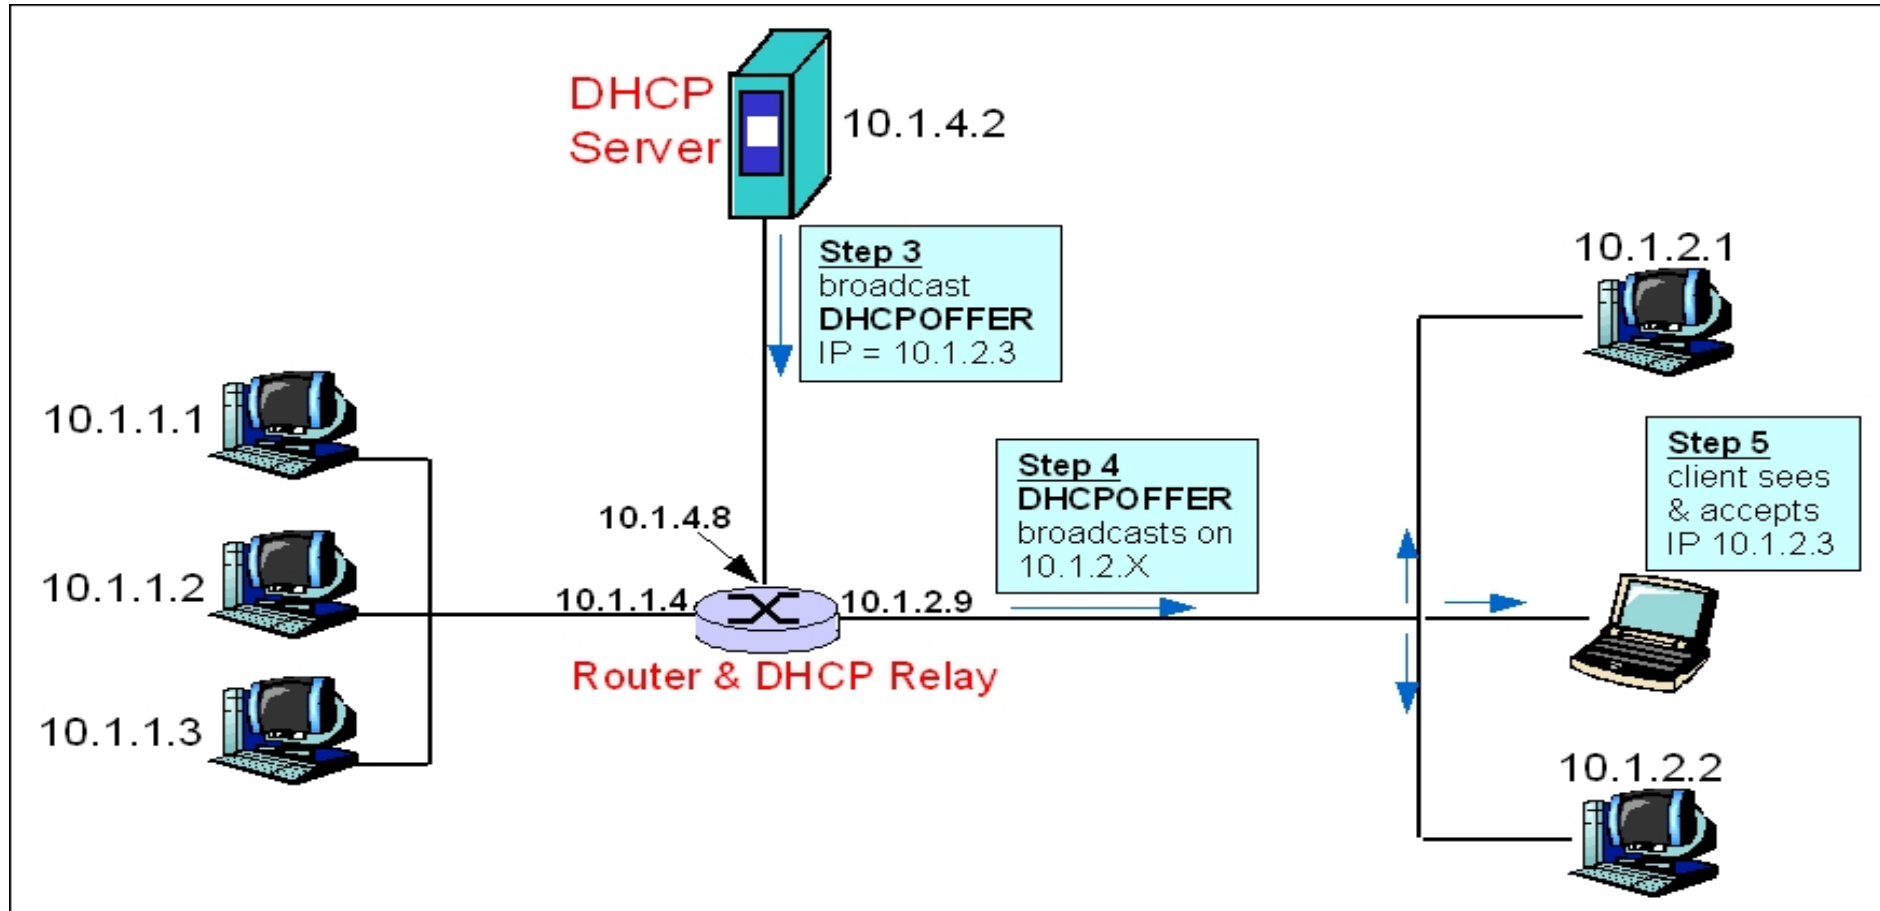 DHCP
Server
10.1.4.2
Step 3
broadcast
DHCPOFFER
IP = 10.1.2.3
10.1.2.1
10.1.1.1
Step 4
DHCPOFFER
broadcasts on
10.1.2.X
Step 5
client sees
& accepts
IP 10.1.2.3
10.1.4.8
10.1.1.2
10.1.1.4
10.1.2.9
Router & DHCP Relay
10.1.1.3
10.1.2.2